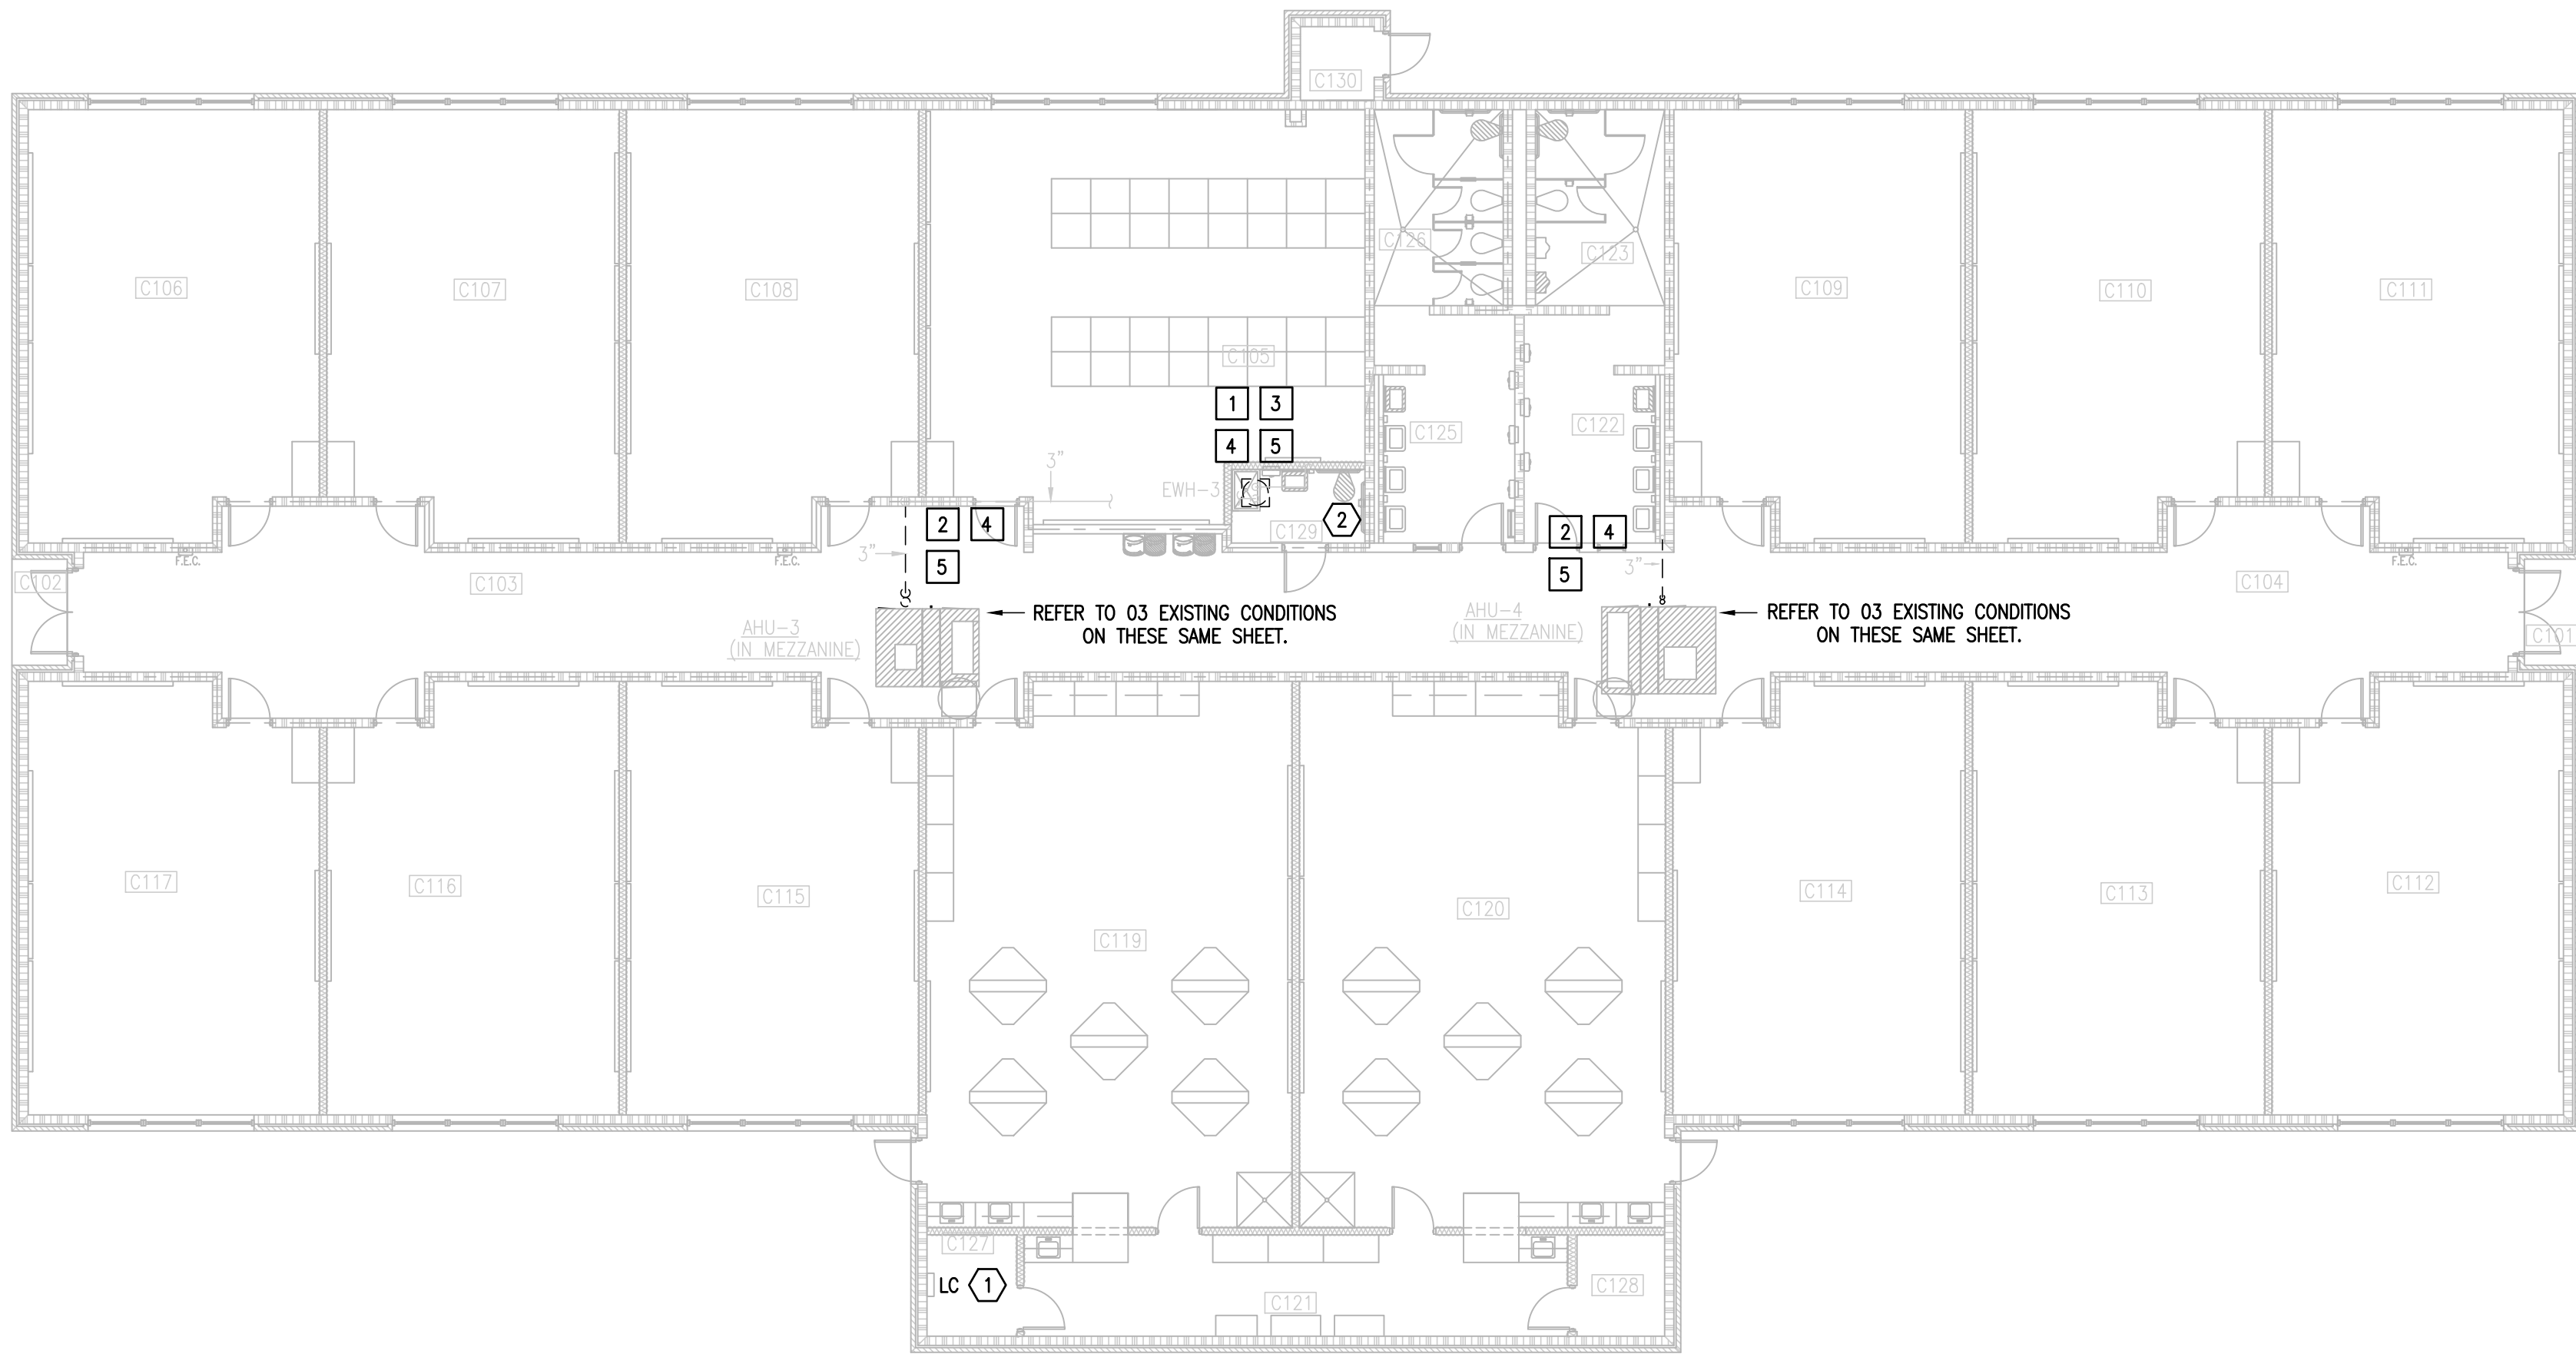 C130
C106
C107
C108
C126
C123
C109
C110
C111
C105
1 3
4 5
C125
C122
3"
EWH-3
2 4
5
C129
2
2 4
5
3"
3"
F.E.C.
F.E.C.
F.E.C.
C102
C103
C104
C101
REFER TO 03 EXISTING CONDITIONS
ON THESE SAME SHEET.
REFER TO 03 EXISTING CONDITIONS
ON THESE SAME SHEET.
AHU-3
(IN MEZZANINE)
AHU-4
(IN MEZZANINE)
C117
C116
C115
C119
C120
C114
C113
C112
C127
LC 1
C121
C128